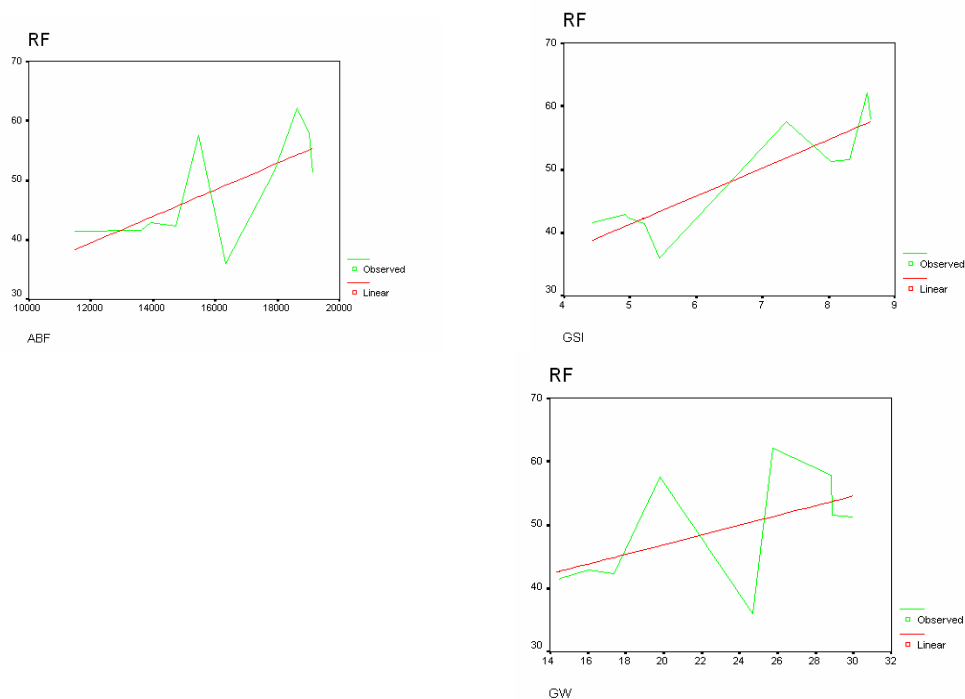 RF
70
60
50
40
30
10000 12000 14000 16000 18000 20000
ABF
Observed
Linear
RF
70
60
50
40
30
4 5 6 7 8 9
GSI
Observed
Linear
RF
70
60
50
40
30
14 16 18 20 22 24 26 28 30 32
GW
Observed
Linear